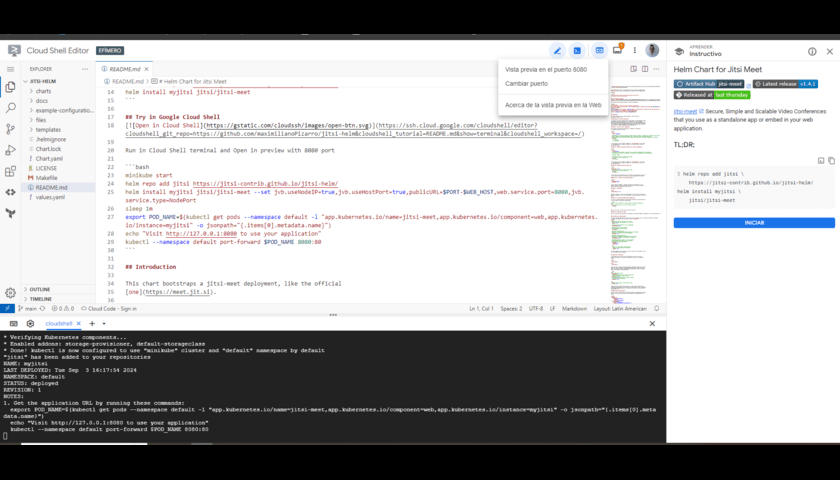 Cloud Shell Editor
EFÍMERO
APRENDER
Instructivo
EXPLORER
JITSI-HELM
charts
docs
example-configuration...
files
templates
.helmignore
Chart.lock
Chart.yaml
LICENSE
Makefile
README.md
values.yaml
OUTLINE
TIMELINE
README.md
README.md > # Helm Chart for Jitsi Meet
14 helm install myjitsi jitsi/jitsi-meet
15 ```
16
17 ## Try in Google Cloud Shell
18 [![Open in Cloud Shell](https://gstatic.com/cloudssh/images/open-btn.svg)](https://ssh.cloud.google.com/cloudshell/editor?
cloudshell_git_repo=https://github.com/maximilianoPizarro/jitsi-helm&cloudshell_tutorial=README.md&show=terminal&cloudshell_workspace=/)
19
20 Run in Cloud Shell terminal and Open in preview with 8080 port
21
22 ```bash
23 minikube start
24 helm repo add jitsi https://jitsi-contrib.github.io/jitsi-helm/
25 helm install myjitsi jitsi/jitsi-meet --set jvb.useNodeIP=true,jvb.useHostPort=true,publicURL=$PORT-$WEB_HOST,web.service.port=8080,jvb.
service.type=NodePort
26 sleep 1m
27 export POD_NAME=$(kubectl get pods --namespace default -l "app.kubernetes.io/name=jitsi-meet,app.kubernetes.io/component=web,app.kubernetes.
io/instance=myjitsi" -o jsonpath="{.items[0].metadata.name}")
28 echo "Visit http://127.0.0.1:8080 to use your application"
29 kubectl --namespace default port-forward $POD_NAME 8080:80
30 ```
31
32 ## Introduction
33
34 This chart bootstraps a jitsi-meet deployment, like the official
35 [one](https://meet.jit.si).
36
Vista previa en el puerto 8080
Cambiar puerto
Acerca de la vista previa en la Web
main
0 0
Cloud Code - Sign in
Ln 1, Col 1
Spaces: 2
UTF-8
LF
Markdown
Layout: Latin American
cloudshell
* Verifying Kubernetes components...
* Enabled addons: storage-provisioner, default-storageclass
* Done! kubectl is now configured to use "minikube" cluster and "default" namespace by default
"jitsi" has been added to your repositories
NAME: myjitsi
LAST DEPLOYED: Tue Sep  3 16:17:54 2024
NAMESPACE: default
STATUS: deployed
REVISION: 1
NOTES:
1. Get the application URL by running these commands:
export POD_NAME=$(kubectl get pods --namespace default -l "app.kubernetes.io/name=jitsi-meet,app.kubernetes.io/component=web,app.kubernetes.io/instance=myjitsi" -o jsonpath="{.items[0].meta
data.name}")
echo "Visit http://127.0.0.1:8080 to use your application"
kubectl --namespace default port-forward $POD_NAME 8080:80
Helm Chart for Jitsi Meet
Artifact Hub jitsi-meet
Latest release v1.4.1
Released at last thursday
jitsi-meet Secure, Simple and Scalable Video Conferences
that you use as a standalone app or embed in your web
application.
TL;DR;
$ helm repo add jitsi \
https://jitsi-contrib.github.io/jitsi-helm/
helm install myjitsi \
jitsi/jitsi-meet
INICIAR